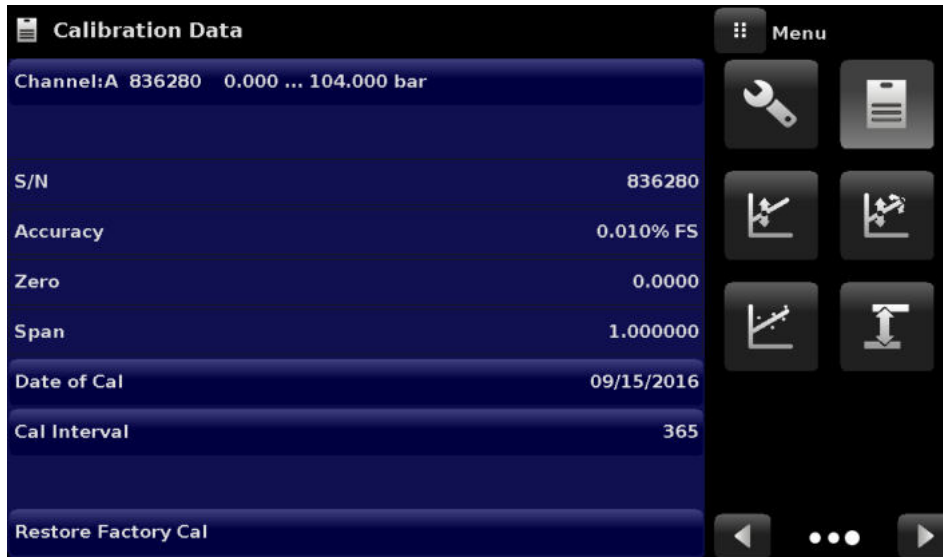 Calibration Data
Menu
Channel:A 836280 0.000 ... 104.000 bar
S/N 836280
Accuracy 0.010% FS
Zero 0.0000
Span 1.000000
Date of Cal 09/15/2016
Cal Interval 365
Restore Factory Cal